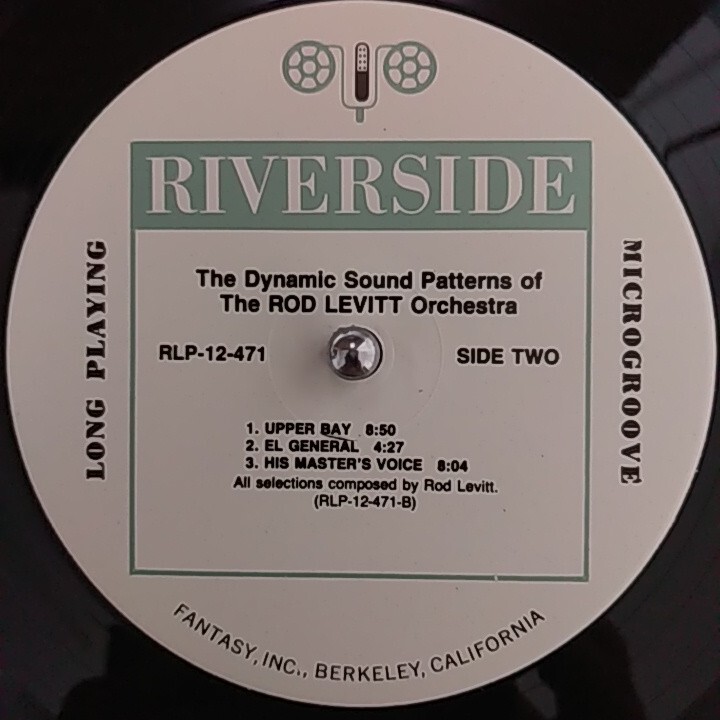 RIVERSIDE
LONG PLAYING
MICROGROOVE
The Dynamic Sound Patterns of
The ROD LEVITT Orchestra
RLP-12-471 SIDE TWO
1. UPPER BAY 8:50
2. EL GENERAL 4:27
3. HIS MASTER'S VOICE 8:04
All selections composed by Rod Levitt.
(RLP-12-471-B)
FANTASY, INC., BERKELEY, CALIFORNIA